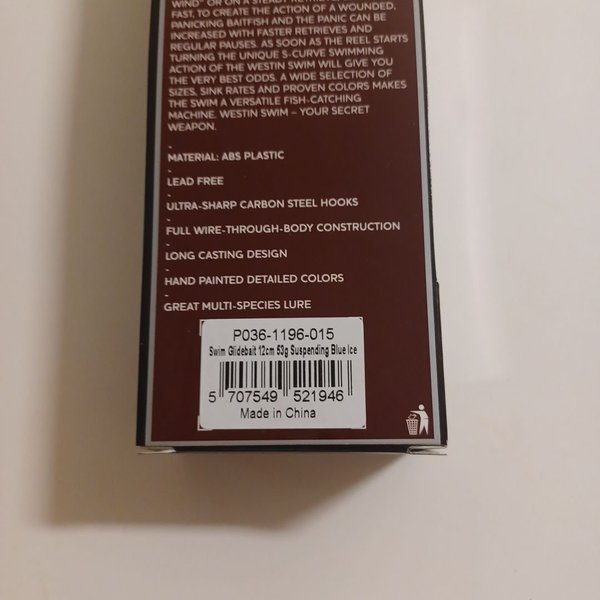 WIND" OR ON A STEADY RETRIEVE
FAST, TO CREATE THE ACTION OF A WOUNDED,
PANICKING BAITFISH AND THE PANIC CAN BE
INCREASED WITH FASTER RETRIEVES AND
REGULAR PAUSES. AS SOON AS THE REEL STARTS
TURNING THE UNIQUE S-CURVE SWIMMING
ACTION OF THE WESTIN SWIM WILL GIVE YOU
THE VERY BEST ODDS. A WIDE SELECTION OF
SIZES, SINK RATES AND PROVEN COLORS MAKES
THE SWIM A VERSATILE FISH-CATCHING
MACHINE. WESTIN SWIM – YOUR SECRET
WEAPON.
-
MATERIAL: ABS PLASTIC
-
LEAD FREE
-
ULTRA-SHARP CARBON STEEL HOOKS
-
FULL WIRE-THROUGH-BODY CONSTRUCTION
-
LONG CASTING DESIGN
-
HAND PAINTED DETAILED COLORS
-
GREAT MULTI-SPECIES LURE
P036-1196-015
Swim Glidebait 12cm 53g Suspending Blue Ice
5 707549 521946
Made in China